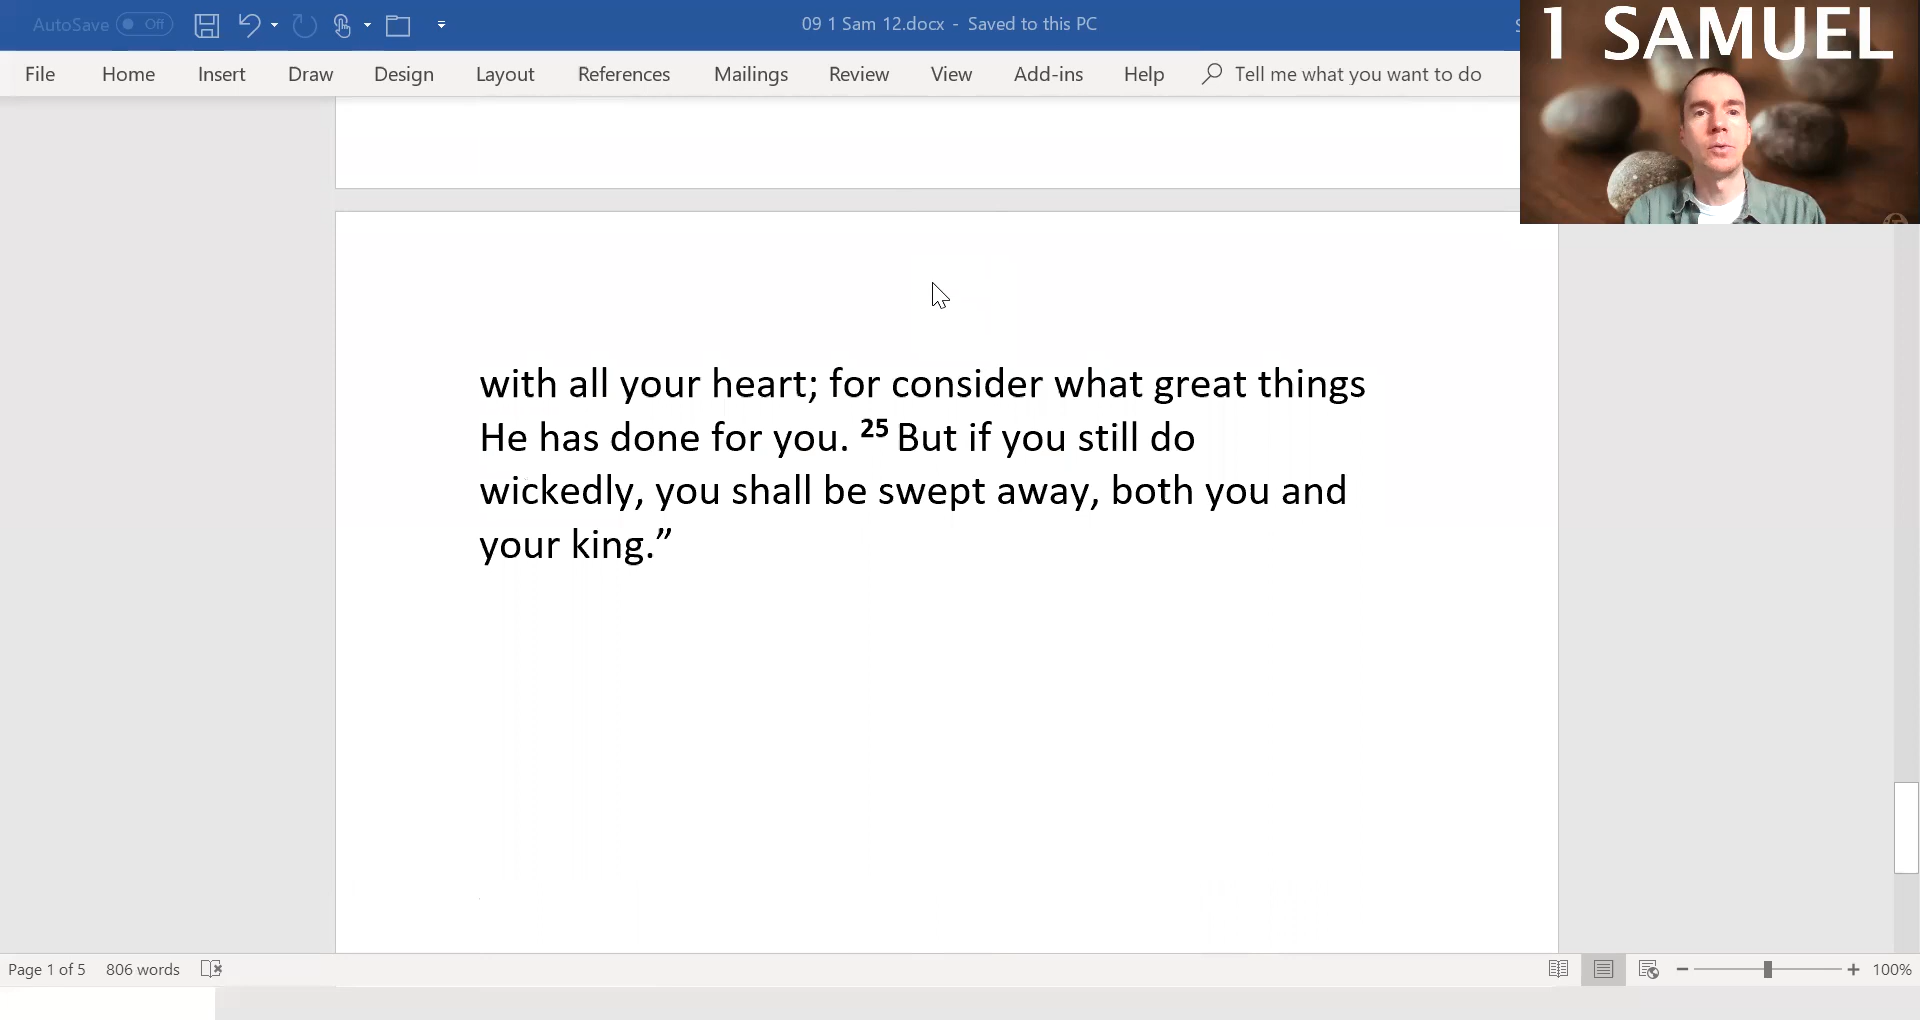 AutoSave Off
09 1 Sam 12.docx - Saved to this PC
1 SAMUEL
File Home Insert Draw Design Layout References Mailings Review View Add-ins Help Tell me what you want to do
with all your heart; for consider what great things
He has done for you. 25 But if you still do
wickedly, you shall be swept away, both you and
your king.”
Page 1 of 5 806 words
100%